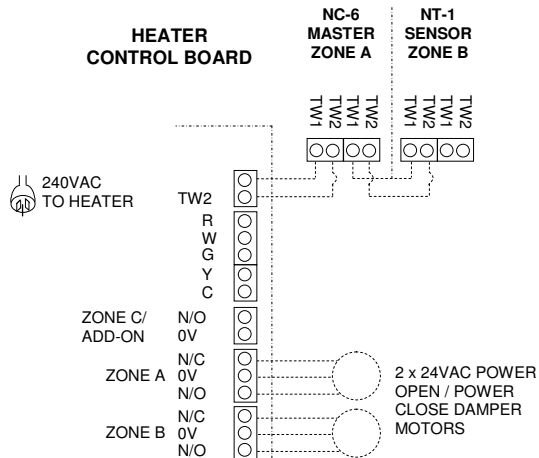 HEATER
CONTROL BOARD
NC-6
MASTER
ZONE A
NT-1
SENSOR
ZONE B
TW1
TW2
TW1
TW2
TW1
TW2
TW1
TW2
240VAC
TO HEATER
TW2
R
W
G
Y
C
ZONE C/
ADD-ON
N/O
0V
ZONE A
N/C
0V
N/O
ZONE B
N/C
0V
N/O
2 x 24VAC POWER
OPEN / POWER
CLOSE DAMPER
MOTORS